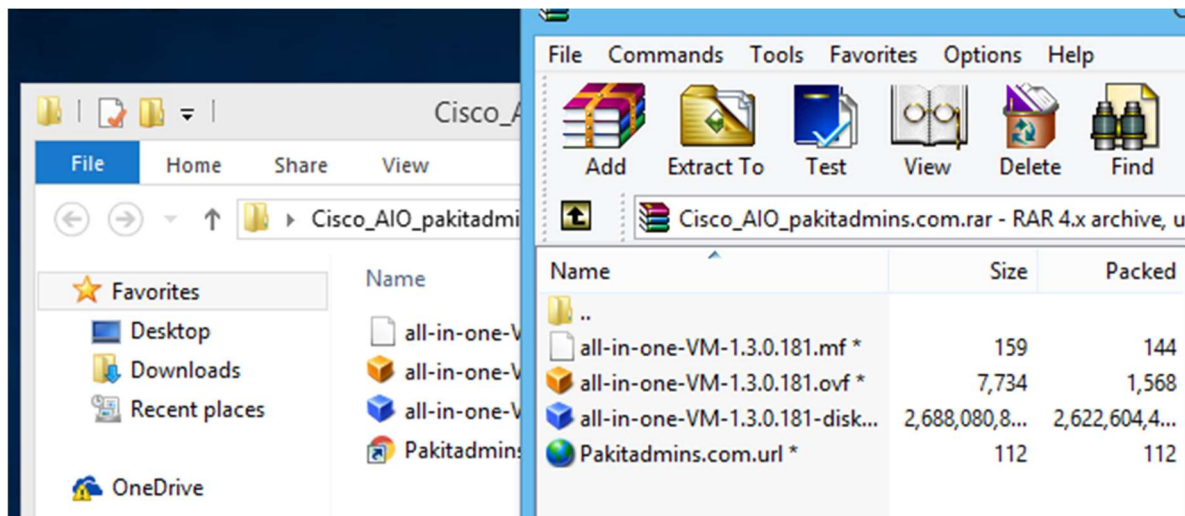 Cisco_A
File Home Share View
Cisco_AIO_pakitadmi
Favorites
Desktop
Downloads
Recent places
OneDrive
Name
all-in-one-V
all-in-one-V
all-in-one-V
Pakitadmins
File Commands Tools Favorites Options Help
Add Extract To Test View Delete Find
Cisco_AIO_pakitadmins.com.rar - RAR 4.x archive, u
Name Size Packed
..
all-in-one-VM-1.3.0.181.mf * 159 144
all-in-one-VM-1.3.0.181.ovf * 7,734 1,568
all-in-one-VM-1.3.0.181-disk... 2,688,080,8... 2,622,604,4...
Pakitadmins.com.url * 112 112